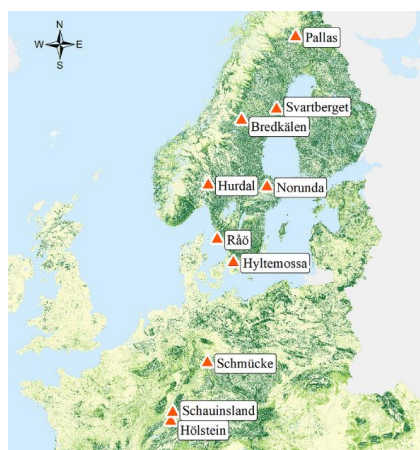 N
W E
S
Pallas
Svartberget
Bredkälen
Hurdal
Norunda
Råö
Hyltemossa
Schmücke
Schauinsland
Hölstein